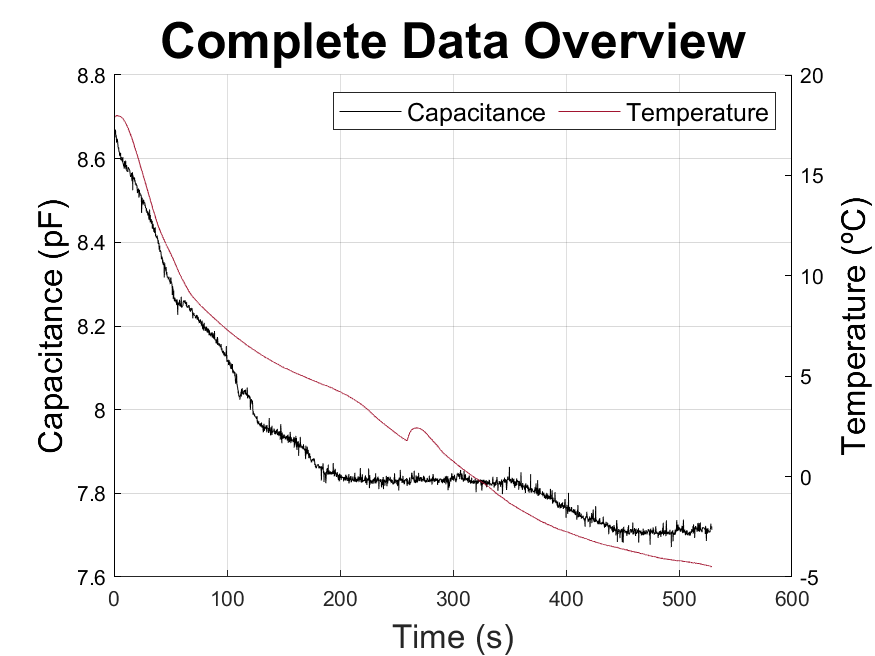 Complete Data Overview
Capacitance Temperature
Capacitance (pF)
8.8
8.6
8.4
8.2
8
7.8
7.6
20
15
10
5
0
-5
Temperature (ºC)
0 100 200 300 400 500 600
Time (s)